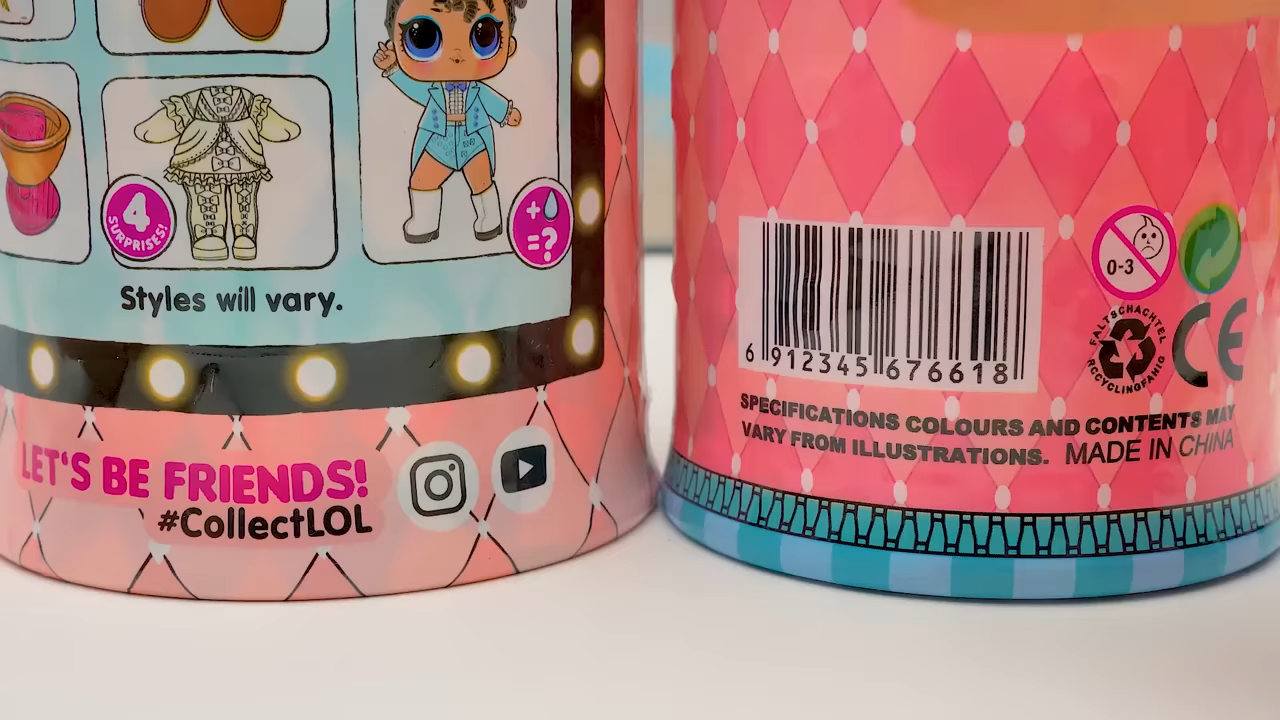 4
SURPRISES!
+
=?
Styles will vary.
LET'S BE FRIENDS!
#CollectLOL
6 912345 676618
0-3
FALTSCHACHTEL
RCCYCLINGFAHIG
CE
SPECIFICATIONS COLOURS AND CONTENTS MAY
VARY FROM ILLUSTRATIONS. MADE IN CHINA